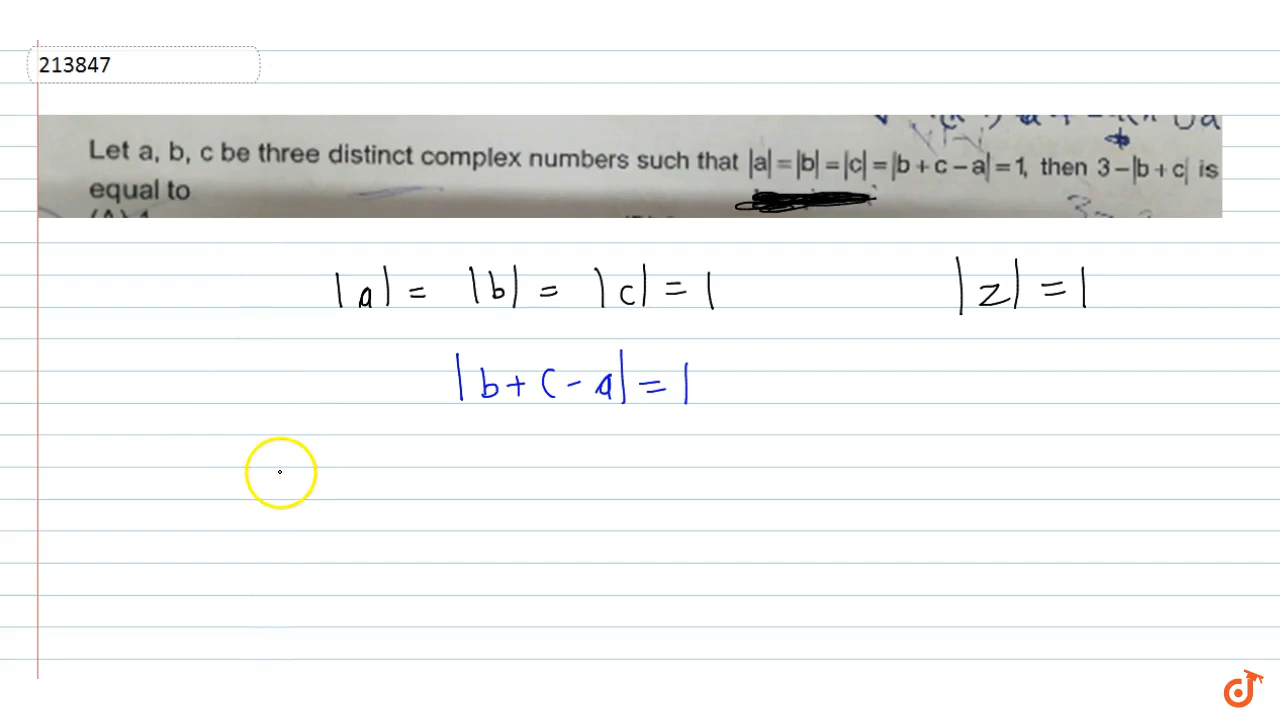 213847
Let a, b, c be three distinct complex numbers such that |a| = |b| = |c| = |b + c – a| = 1, then 3 – |b + c| is
equal to
|a| = |b| = |c| = 1
|z| = 1
|b + c - a| = 1